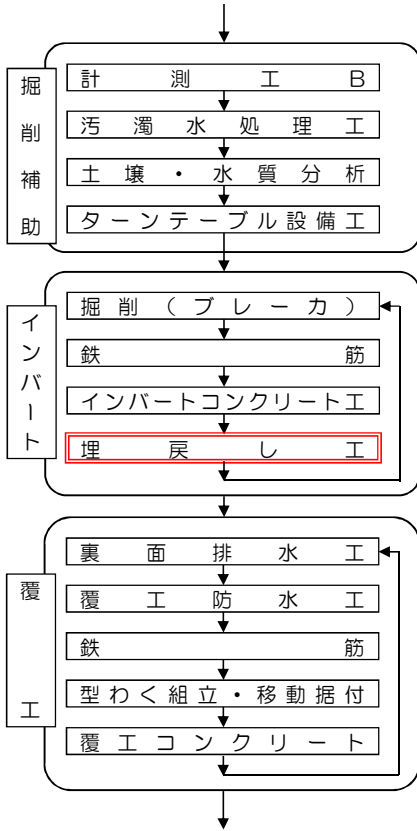 掘削補助
計測工B
汚濁水処理工
土壌・水質分析
ターンテーブル設備工
インバート
掘削（ブレーカ）
鉄筋
インバートコンクリート工
埋戻し工
覆工
裏面排水工
覆工防水工
鉄筋
型わく組立・移動据付
覆工コンクリート